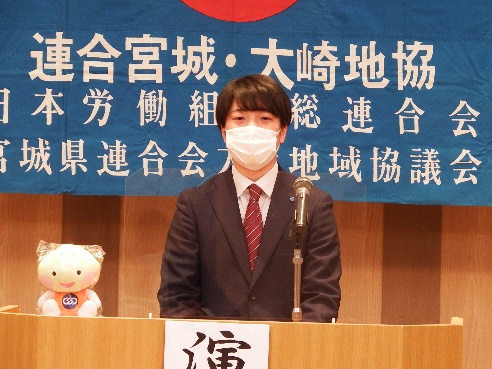 連合宮城・大崎地協
日本労働組 総連合会
宮城県連合会 地域協議会
演